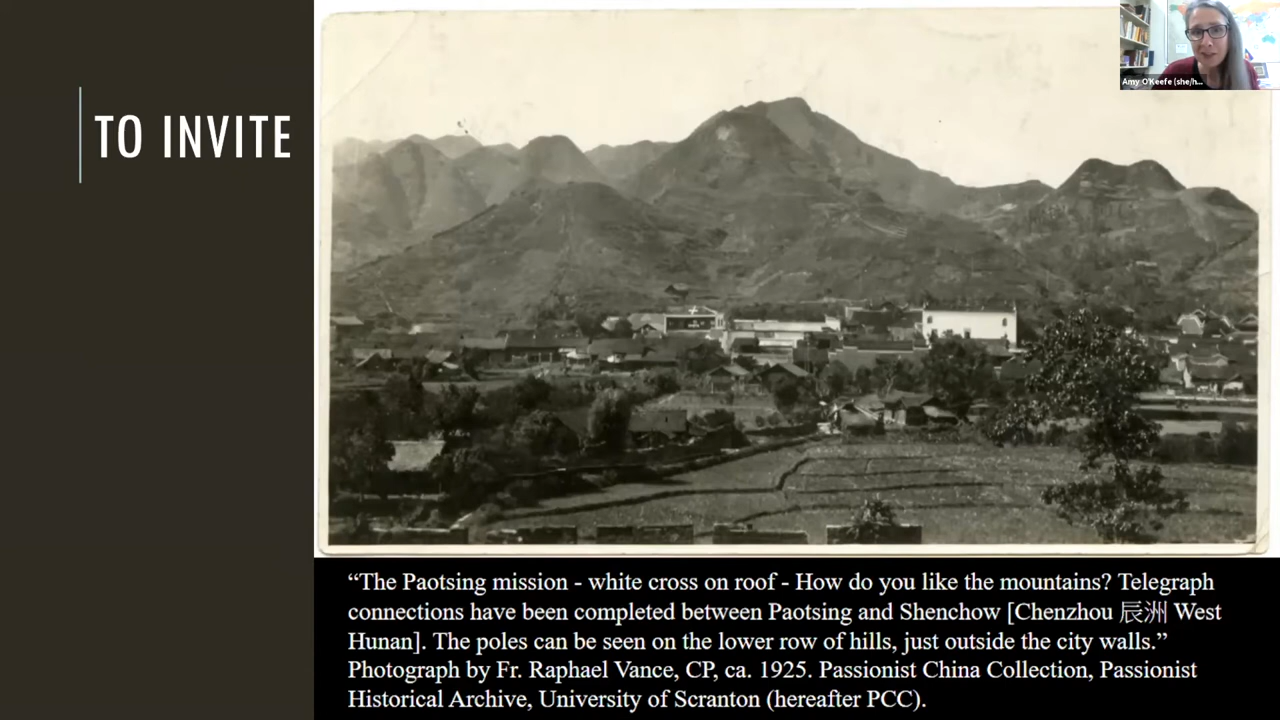 TO INVITE
Amy O'Keefe (she/h...
“The Paotsing mission - white cross on roof - How do you like the mountains? Telegraph
connections have been completed between Paotsing and Shenchow [Chenzhou 辰洲 West
Hunan]. The poles can be seen on the lower row of hills, just outside the city walls.”
Photograph by Fr. Raphael Vance, CP, ca. 1925. Passionist China Collection, Passionist
Historical Archive, University of Scranton (hereafter PCC).